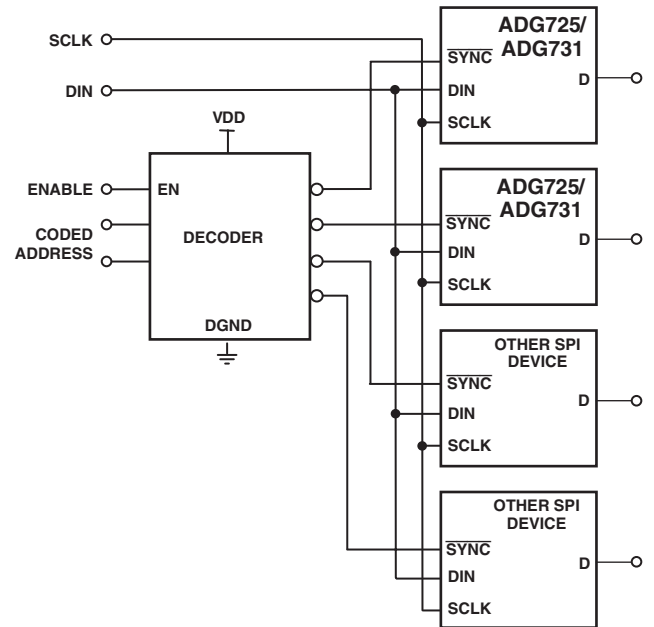 SCLK
DIN
VDD
ENABLE
EN
CODED
ADDRESS
DECODER
DGND
ADG725/
ADG731
SYNC
DIN
SCLK
D
ADG725/
ADG731
SYNC
DIN
SCLK
D
OTHER SPI
DEVICE
SYNC
DIN
SCLK
D
OTHER SPI
DEVICE
SYNC
DIN
SCLK
D